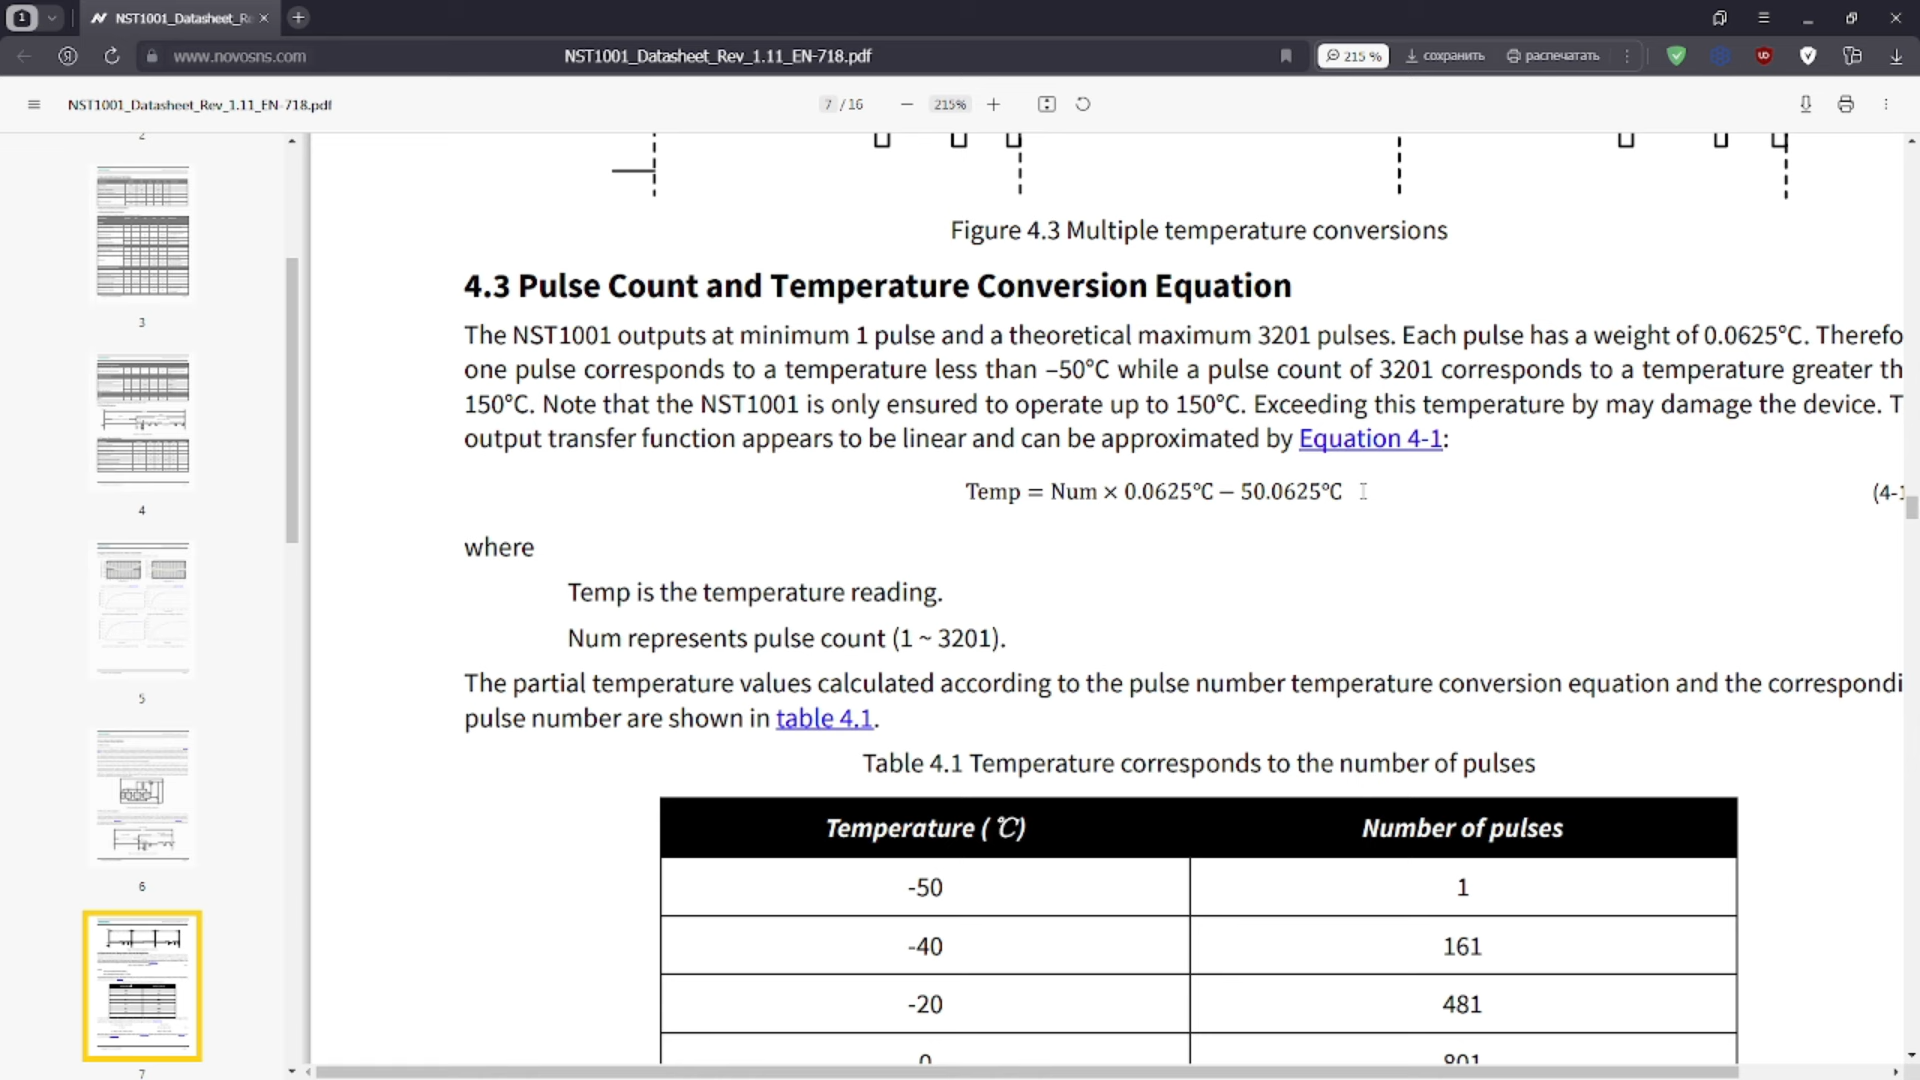 1
NST1001_Datasheet_R
www.novosns.com
NST1001_Datasheet_Rev_1.11_EN-718.pdf
215 %
сохранить
распечатать
NST1001_Datasheet_Rev_1.11_EN-718.pdf
7 / 16
215%
2
3
4
5
6
7
Figure 4.3 Multiple temperature conversions
4.3 Pulse Count and Temperature Conversion Equation
The NST1001 outputs at minimum 1 pulse and a theoretical maximum 3201 pulses. Each pulse has a weight of 0.0625°C. Therefo
one pulse corresponds to a temperature less than –50°C while a pulse count of 3201 corresponds to a temperature greater th
150°C. Note that the NST1001 is only ensured to operate up to 150°C. Exceeding this temperature by may damage the device. T
output transfer function appears to be linear and can be approximated by Equation 4-1:
Temp = Num × 0.0625℃ − 50.0625℃
(4-1
where
Temp is the temperature reading.
Num represents pulse count (1 ~ 3201).
The partial temperature values calculated according to the pulse number temperature conversion equation and the correspondi
pulse number are shown in table 4.1.
Table 4.1 Temperature corresponds to the number of pulses
Temperature ( ℃) Number of pulses
-50 1
-40 161
-20 481
0 801